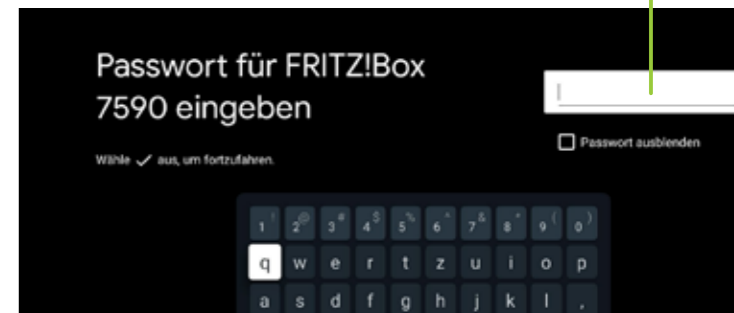 Passwort für FRITZ!Box
7590 eingeben
Passwort ausblenden
Wähle ✓ aus, um fortzufahren.
1 ! 2 @ 3 # 4 $ 5 % 6 ^ 7 & 8 * 9 ( 0 )
q w e r t z u i o p
a s d f g h j k l ,